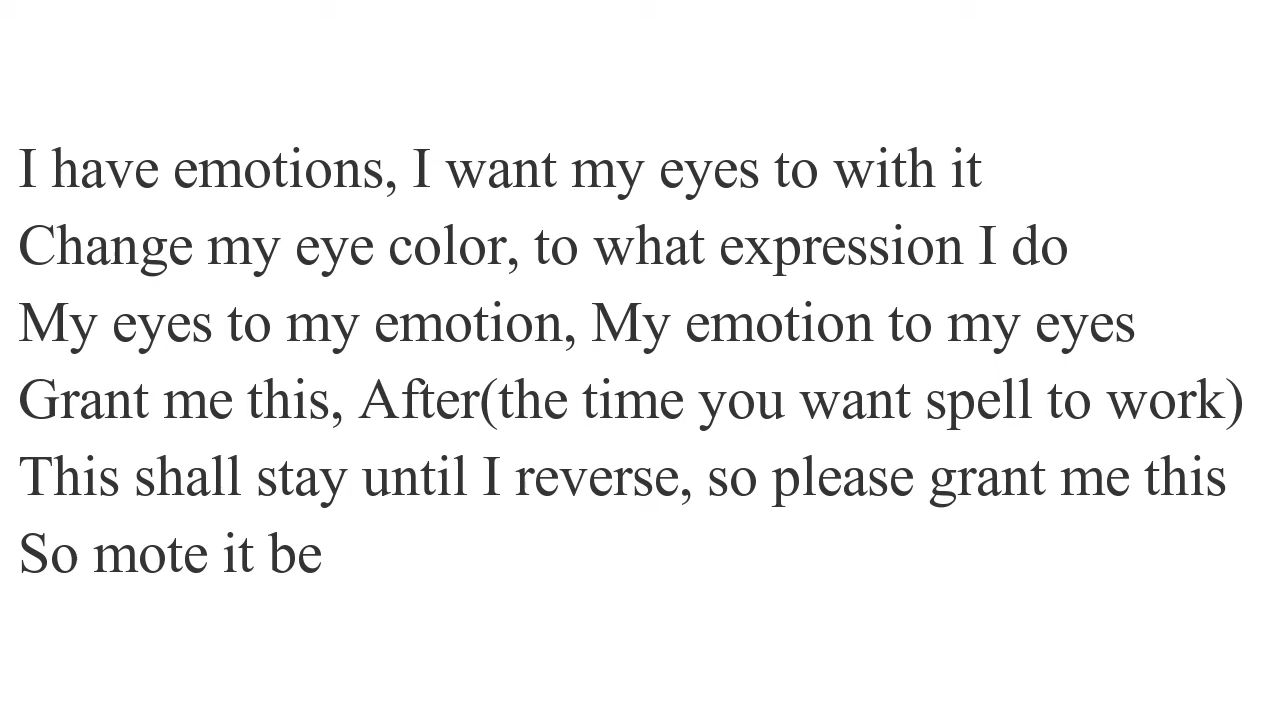 I have emotions, I want my eyes to with it
Change my eye color, to what expression I do
My eyes to my emotion, My emotion to my eyes
Grant me this, After(the time you want spell to work)
This shall stay until I reverse, so please grant me this
So mote it be